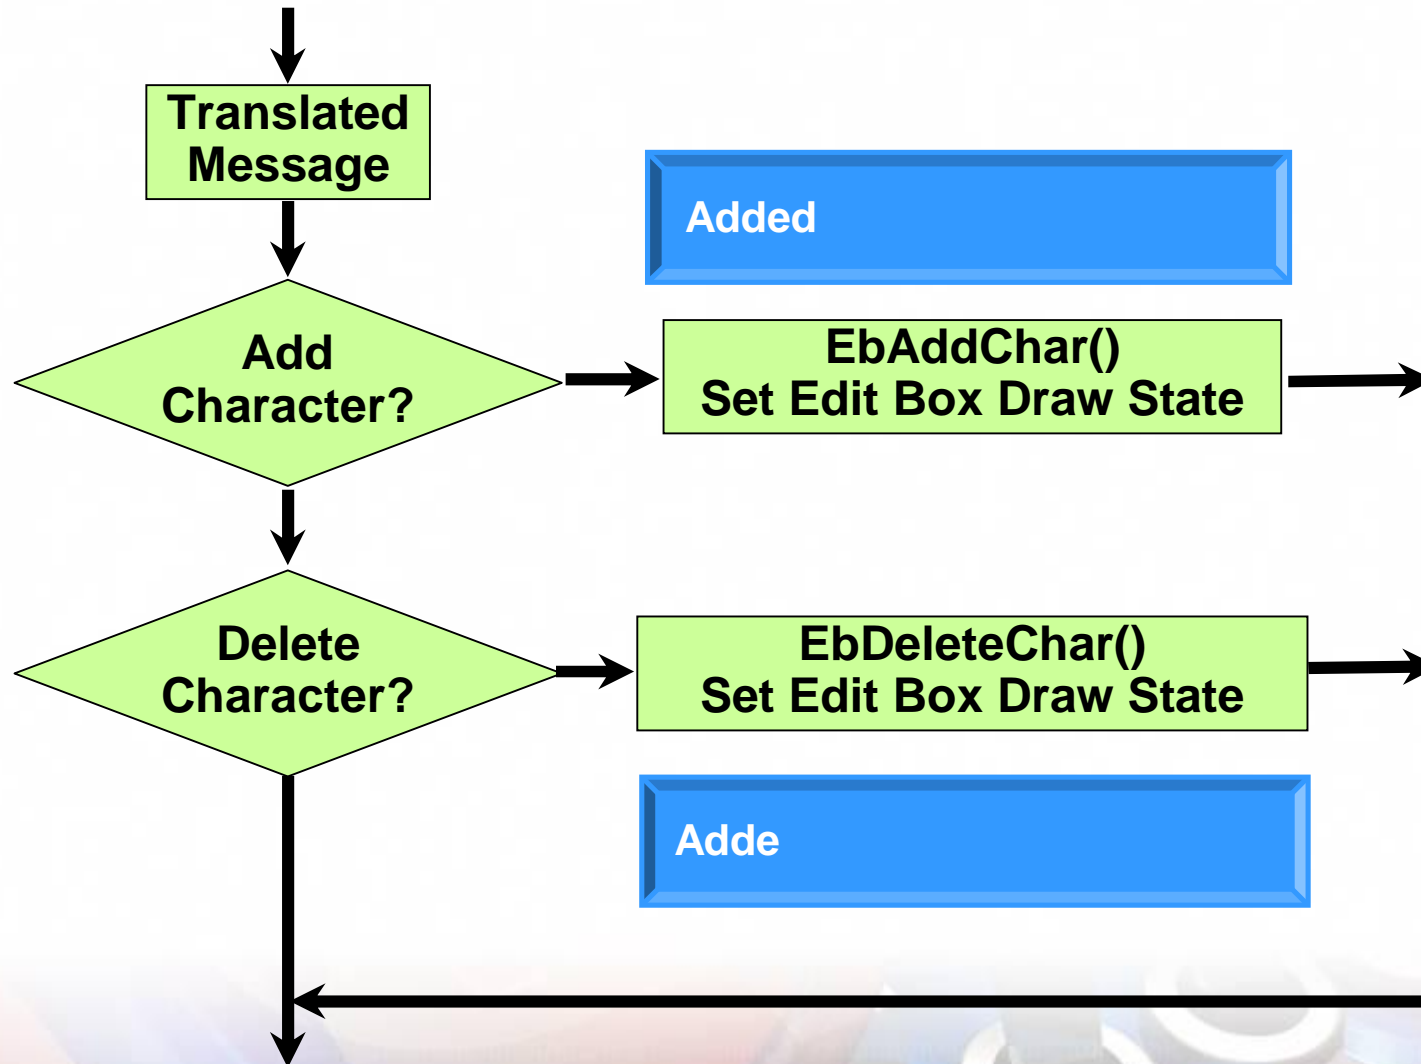 Translated
Message
Added
Add
Character?
EbAddChar()
Set Edit Box Draw State
Delete
Character?
EbDeleteChar()
Set Edit Box Draw State
Adde